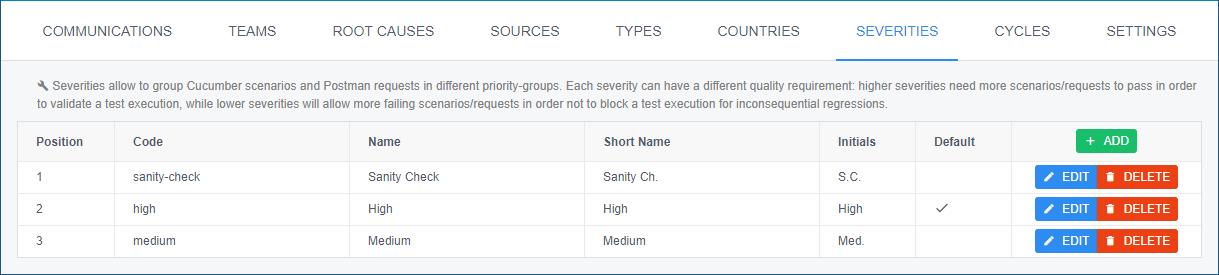 COMMUNICATIONS TEAMS ROOT CAUSES SOURCES TYPES COUNTRIES SEVERITIES CYCLES SETTINGS
Severities allow to group Cucumber scenarios and Postman requests in different priority-groups. Each severity can have a different quality requirement: higher severities need more scenarios/requests to pass in order
to validate a test execution, while lower severities will allow more failing scenarios/requests in order not to block a test execution for inconsequential regressions.
Position Code Name Short Name Initials Default + ADD
1 sanity-check Sanity Check Sanity Ch. S.C. EDIT DELETE
2 high High High High ✓ EDIT DELETE
3 medium Medium Medium Med. EDIT DELETE